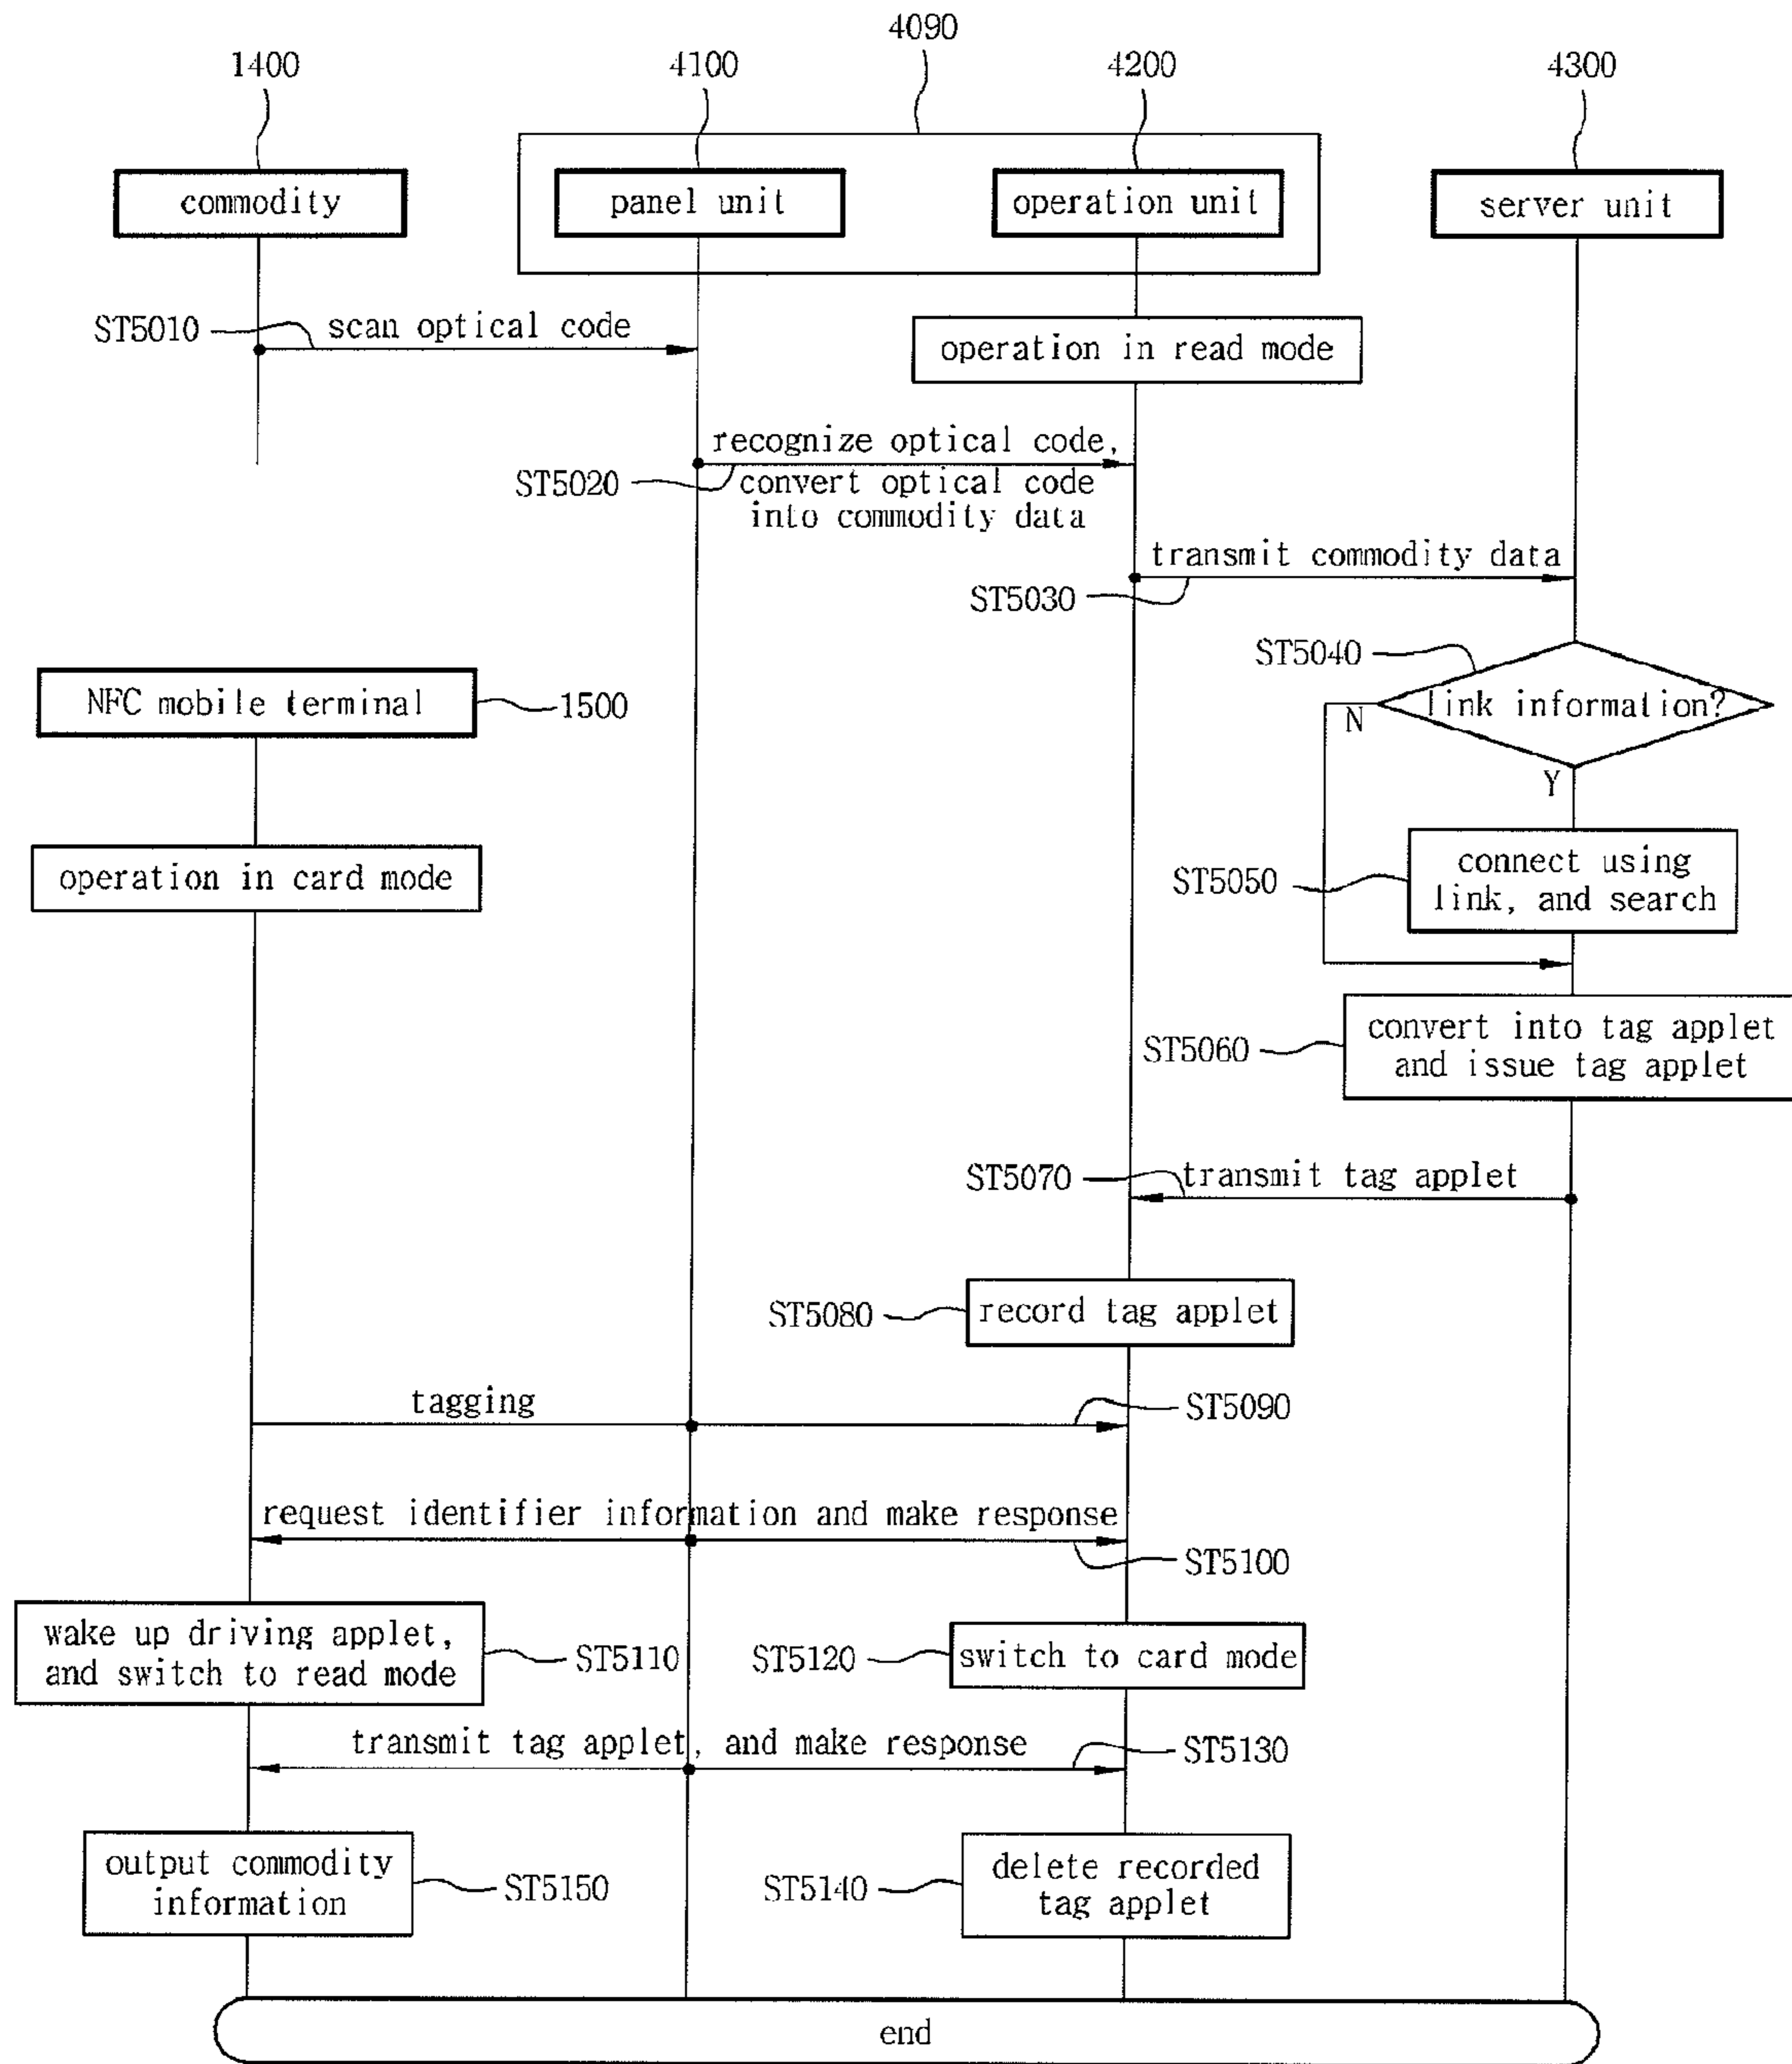 4090
1400
4100
4200
4300
commodity
panel unit
operation unit
server unit
ST5010
scan optical code
operation in read mode
recognize optical code,
ST5020
convert optical code
into commodity data
transmit commodity data
ST5030
ST5040
link information?
N
Y
NFC mobile terminal
1500
operation in card mode
ST5050
connect using
link, and search
ST5060
convert into tag applet
and issue tag applet
ST5070
transmit tag applet
ST5080
record tag applet
tagging
ST5090
request identifier information and make response
ST5100
wake up driving applet,
and switch to read mode
ST5110
ST5120
switch to card mode
transmit tag applet, and make response
ST5130
output commodity
information
ST5150
ST5140
delete recorded
tag applet
end